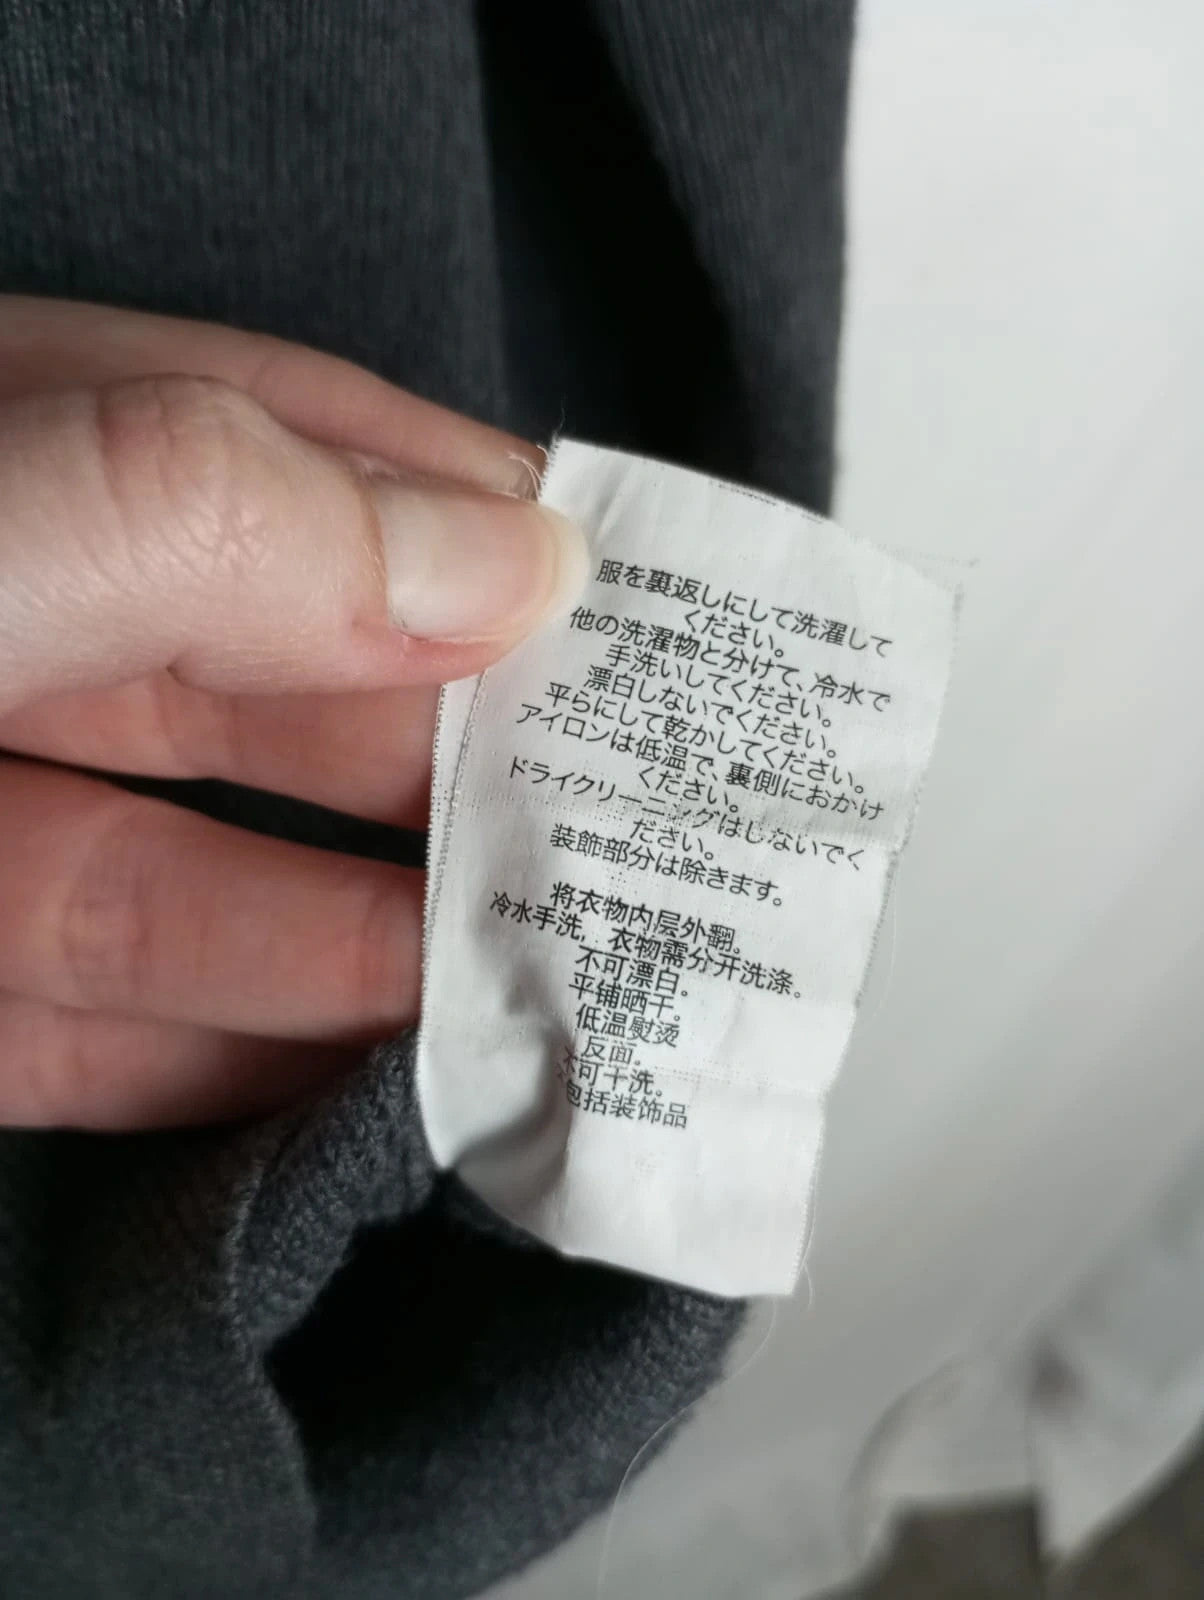 服を裏返しにして洗濯して
ください。
他の洗濯物と分けて、冷水で
手洗いしてください。
漂白しないでください。
平らにして乾かしてください。
アイロンは低温で、裏側におかけ
ください。
ドライクリーニングはしないでく
ださい。
装飾部分は除きます。
将衣物内层外翻。
冷水手洗，衣物需分开洗涤。
不可漂白。
平铺晒干。
低温熨烫
反面。
不可干洗。
包括装饰品